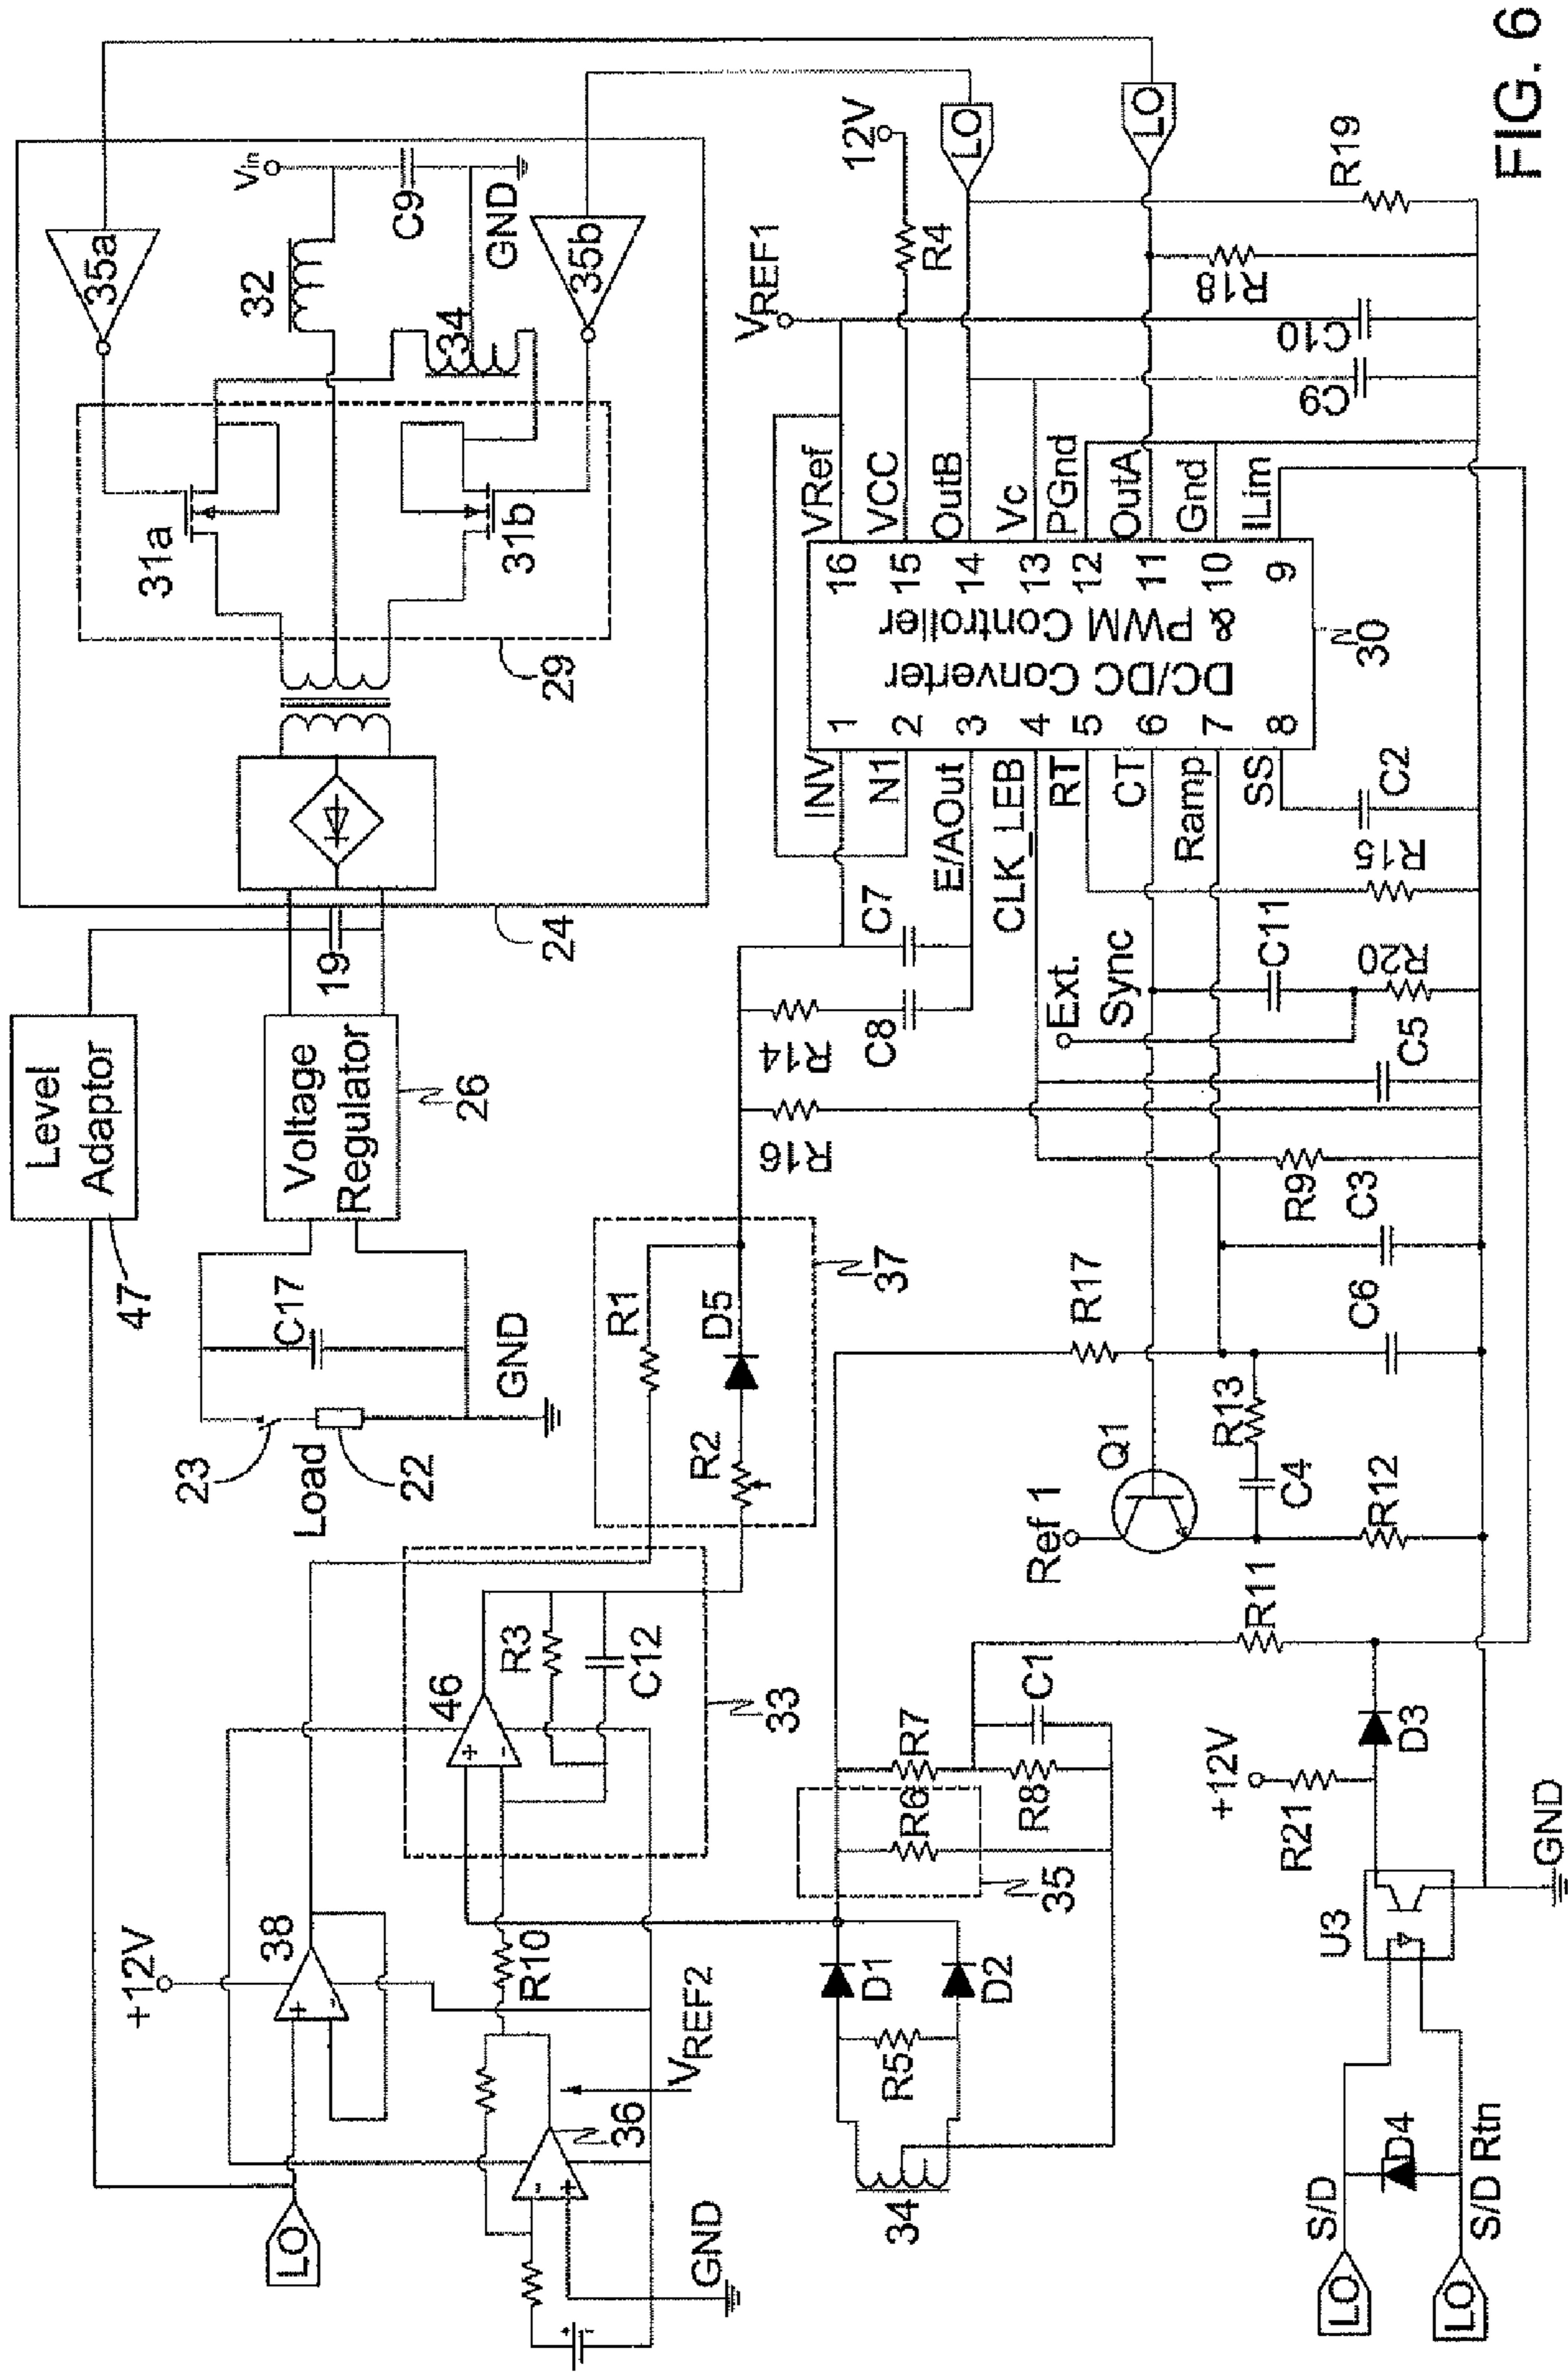 Level
Adaptor
47
+12V
LO
38
VREF2
36
R10
GND
46
R3
C12
33
23
Load
22
C17
GND
Voltage
Regulator
26
19
24
29
31a
31b
35a
32
34
Vin
C9
GND
35b
R1
R2
D5
37
R16
R14
C8
C7
INV
N1
E/AOut
CLK_LEB
RT
CT
Ramp
SS
1
2
3
4
5
6
7
8
DC/DC Converter
& PWM Controller
30
16
15
14
13
12
11
10
9
VRef
VCC
OutB
Vc
PGnd
OutA
Gnd
ILim
VREF1
12V
R4
LO
LO
C9
C10
R18
R19
Ext.
Sync
C11
R20
C5
R15
C2
R9
C3
C6
R17
R13
C4
Q1
Ref 1
R12
R11
34
D1
D2
R5
35
R6
R7
R8
C1
S/D
LO
D4
S/D Rtn
LO
U3
R21
+12V
D3
GND
FIG. 6